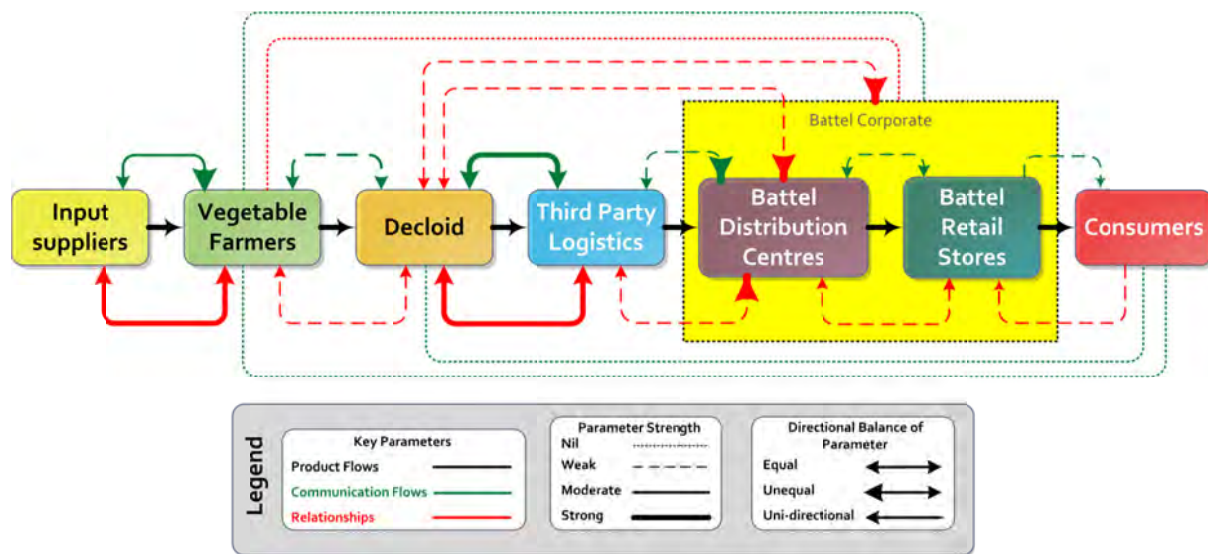 Battel Corporate
Input
suppliers
Vegetable
Farmers
Decloid
Third Party
Logistics
Battel
Distribution
Centres
Battel
Retail
Stores
Consumers
Legend
Key Parameters
Product Flows
Communication Flows
Relationships
Parameter Strength
Nil
Weak
Moderate
Strong
Directional Balance of
Parameter
Equal
Unequal
Uni-directional